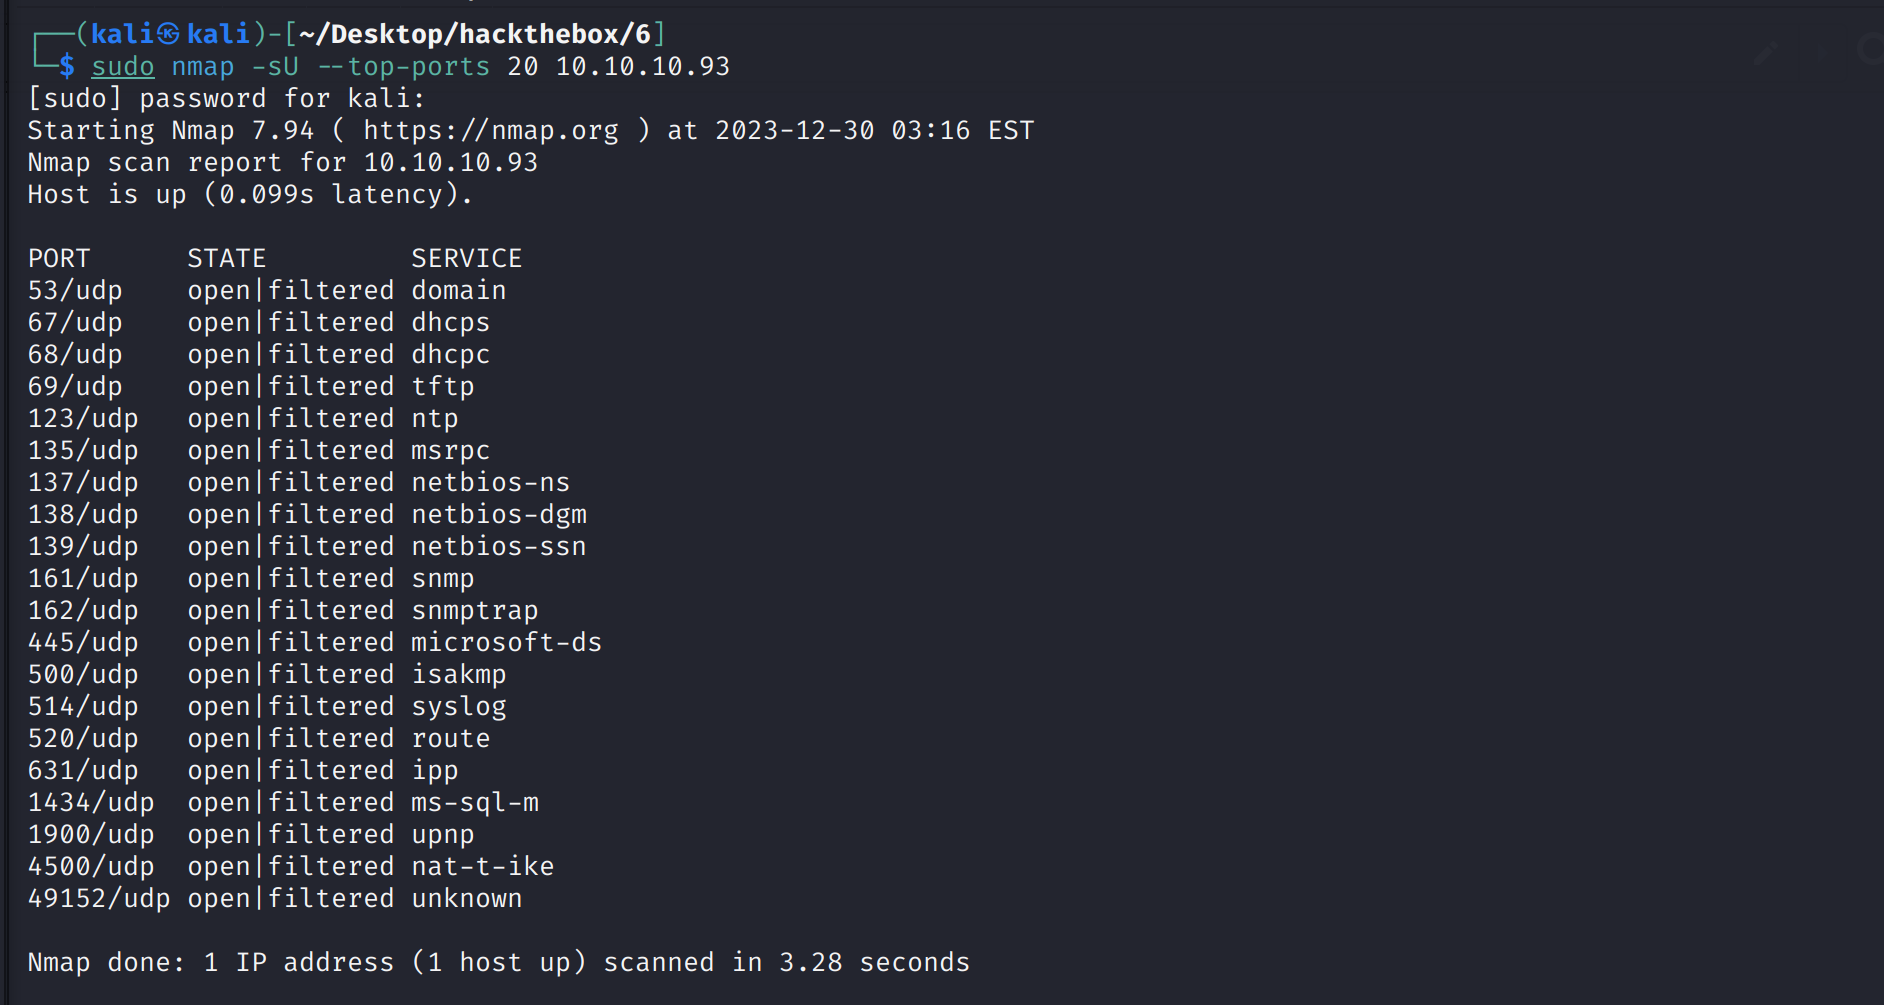 ┌──(kali㉿kali)-[~/Desktop/hackthebox/6]
└─$ sudo nmap -sU --top-ports 20 10.10.10.93
[sudo] password for kali:
Starting Nmap 7.94 ( https://nmap.org ) at 2023-12-30 03:16 EST
Nmap scan report for 10.10.10.93
Host is up (0.099s latency).

PORT      STATE         SERVICE
53/udp    open|filtered domain
67/udp    open|filtered dhcps
68/udp    open|filtered dhcpc
69/udp    open|filtered tftp
123/udp   open|filtered ntp
135/udp   open|filtered msrpc
137/udp   open|filtered netbios-ns
138/udp   open|filtered netbios-dgm
139/udp   open|filtered netbios-ssn
161/udp   open|filtered snmp
162/udp   open|filtered snmptrap
445/udp   open|filtered microsoft-ds
500/udp   open|filtered isakmp
514/udp   open|filtered syslog
520/udp   open|filtered route
631/udp   open|filtered ipp
1434/udp  open|filtered ms-sql-m
1900/udp  open|filtered upnp
4500/udp  open|filtered nat-t-ike
49152/udp open|filtered unknown

Nmap done: 1 IP address (1 host up) scanned in 3.28 seconds